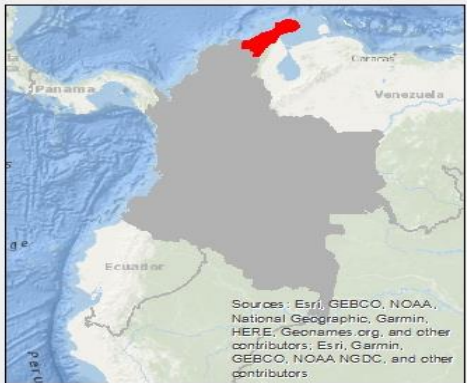 Caracas
Panama
Venezuela
Ecuador
Sources: Esri, GEBCO, NOAA,
National Geographic, Garmin,
HERE, Geonames.org, and other
contributors; Esri, Garmin,
GEBCO, NOAA NGDC, and other
contributors